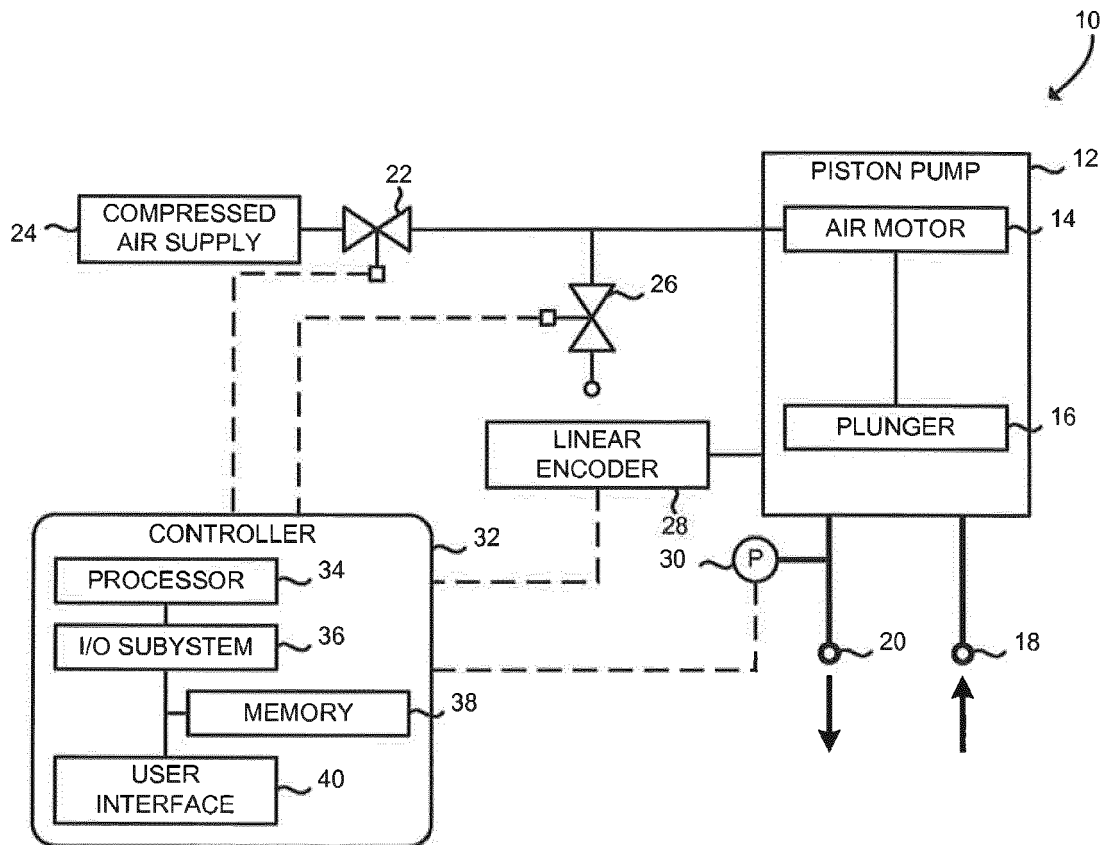 10
PISTON PUMP
12
22
COMPRESSED
AIR SUPPLY
24
AIR MOTOR
14
26
LINEAR
ENCODER
28
PLUNGER
16
CONTROLLER
32
30
P
PROCESSOR
34
I/O SUBYSTEM
36
20
18
MEMORY
38
USER
INTERFACE
40